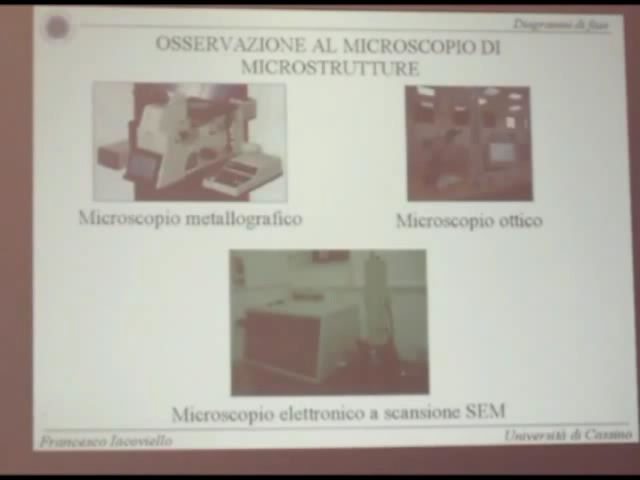 Diagrammi di fase
OSSERVAZIONE AL MICROSCOPIO DI
MICROSTRUTTURE
Microscopio metallografico
Microscopio ottico
Microscopio elettronico a scansione SEM
Francesco Iacoviello
Università di Cassino